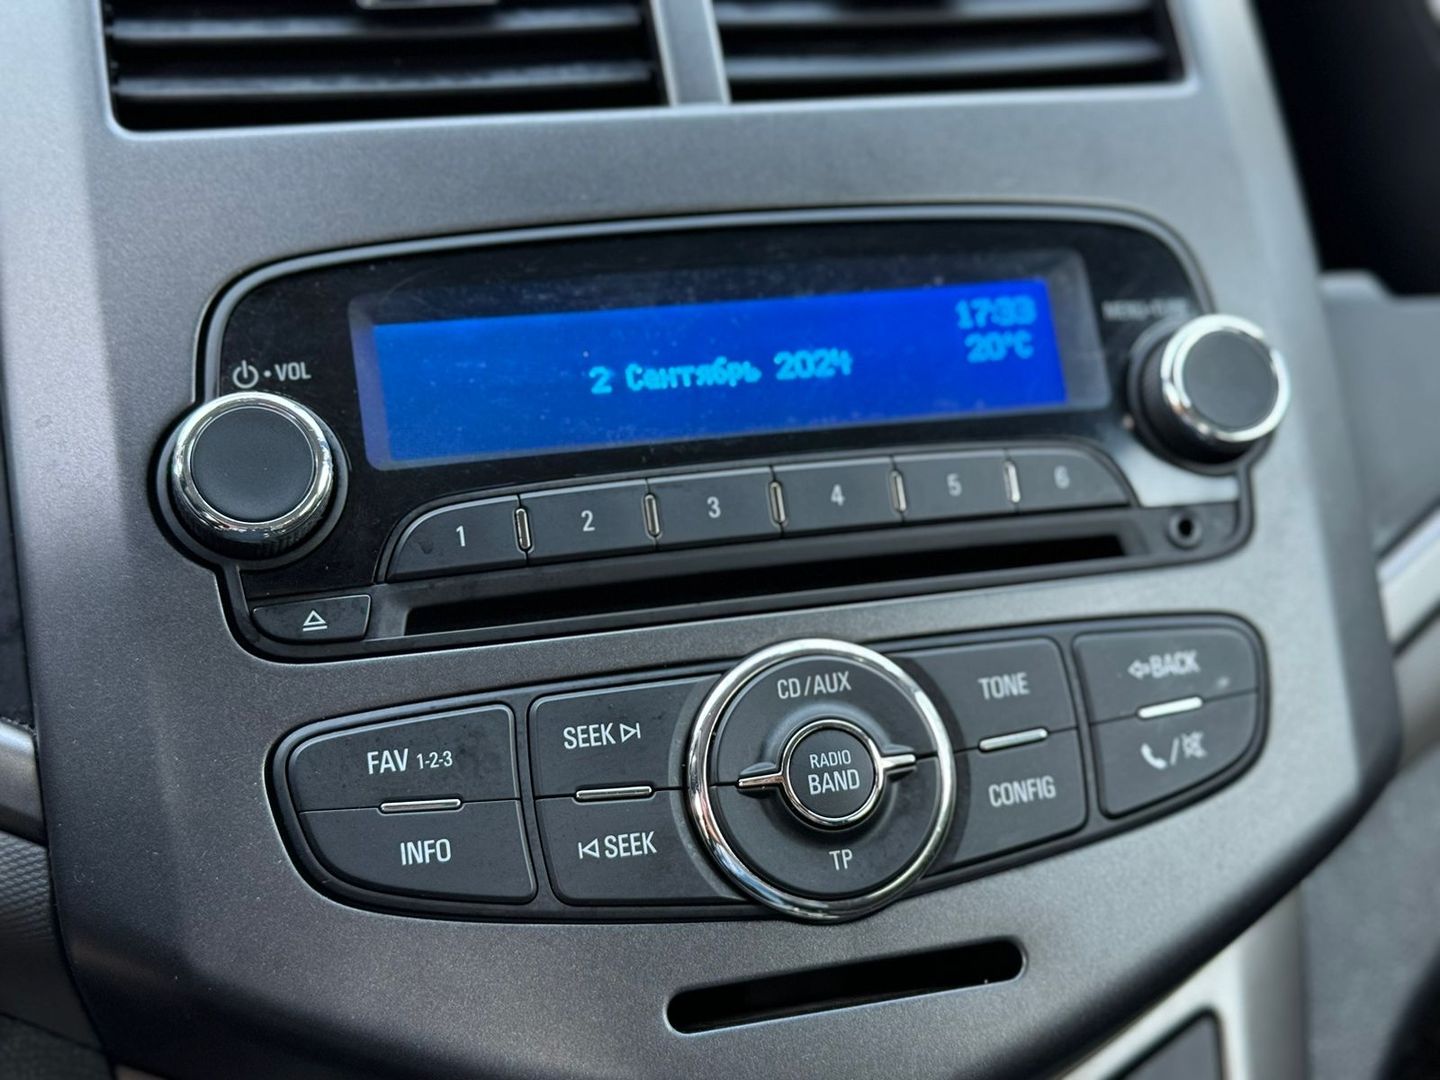 17:33
20°C
2 Сентябрь 2024
VOL
1 2 3 4 5 6
CD/AUX
TONE
BACK
SEEK
FAV 1-2-3
RADIO
BAND
CONFIG
INFO
SEEK
TP